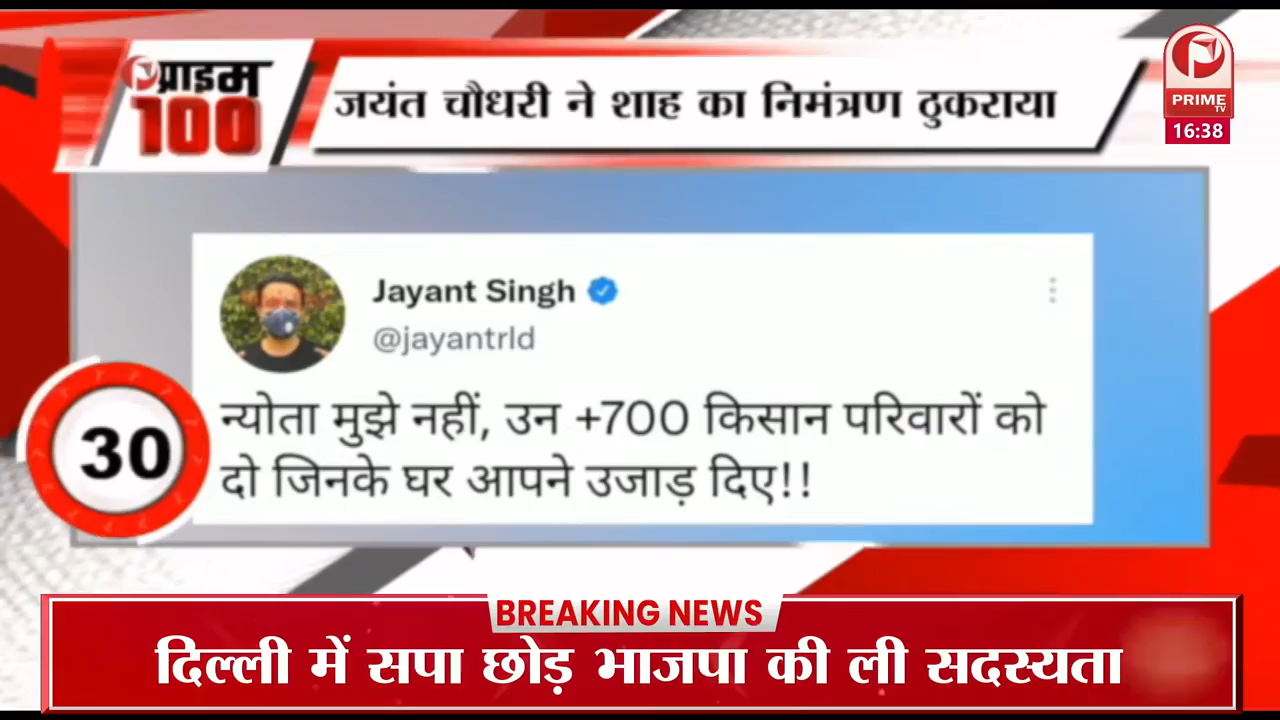 प्राइम
100
जयंत चौधरी ने शाह का निमंत्रण ठुकराया
PRIME
TV
16:38
Jayant Singh
@jayantrld
न्योता मुझे नहीं, उन +700 किसान परिवारों को
दो जिनके घर आपने उजाड़ दिए!!
30
BREAKING NEWS
दिल्ली में सपा छोड़ भाजपा की ली सदस्यता